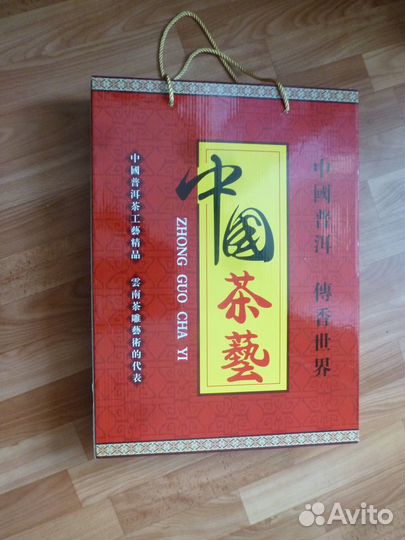 中國普洱 傳香世界
中國
茶藝
ZHONG GUO CHA YI
中國普洱茶工藝精品 雲南茶雕藝術的代表
Avito